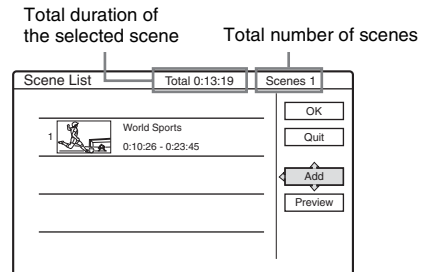 Total duration of
the selected scene
Total number of scenes
Scene List
Total 0:13:19
Scenes 1
OK
Quit
1
World Sports
0:10:26 - 0:23:45
Add
Preview